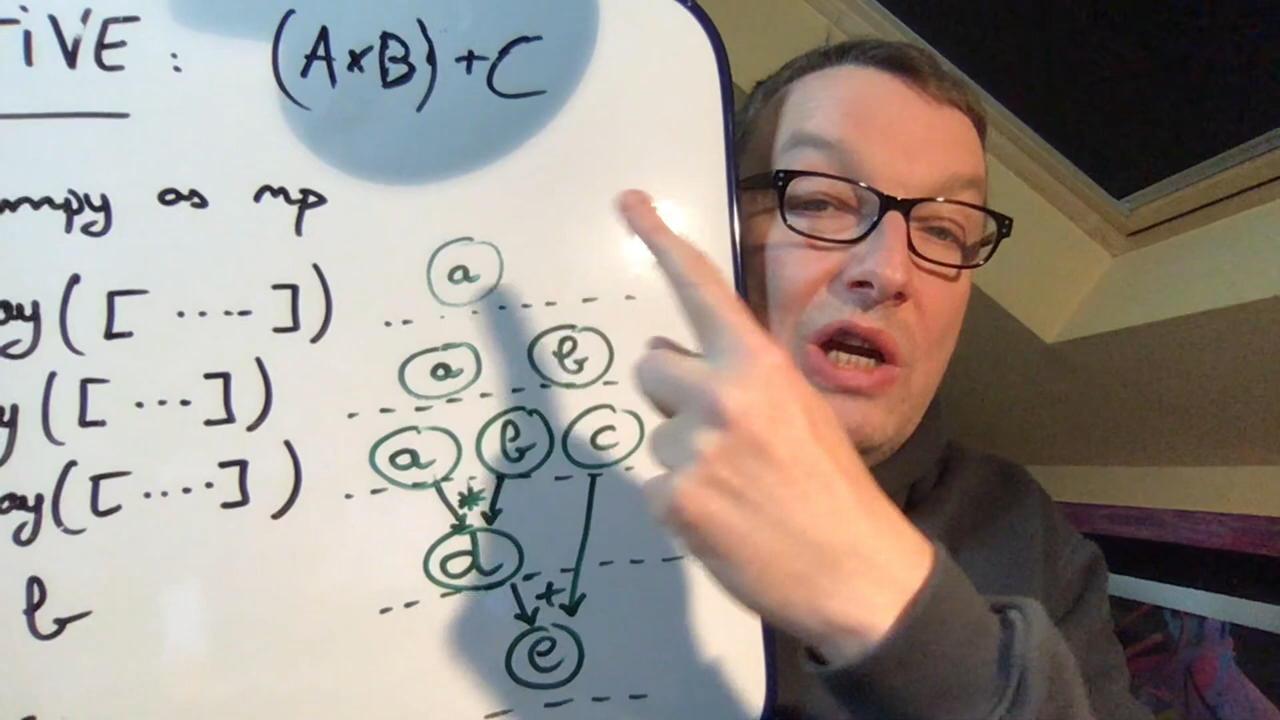 TIVE : (A×B)+C
mpy as np
ay([ ....])
a
y([ ...])
a b
ay([....])
a b c
*
d
b
+
e